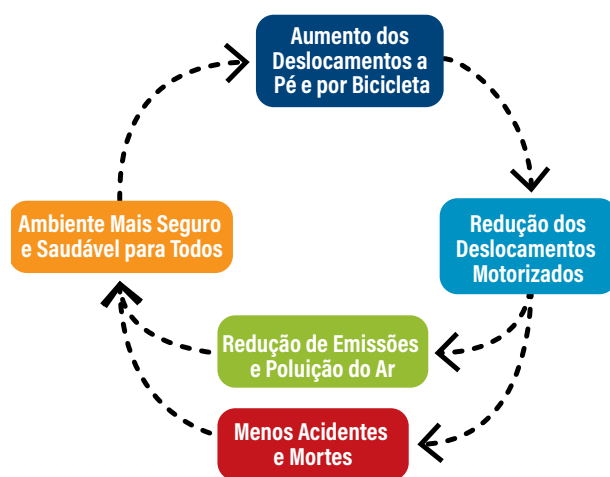 Aumento dos
Deslocamentos a
Pé e por Bicicleta
Ambiente Mais Seguro
e Saudável para Todos
Redução dos
Deslocamentos
Motorizados
Redução de Emissões
e Poluição do Ar
Menos Acidentes
e Mortes